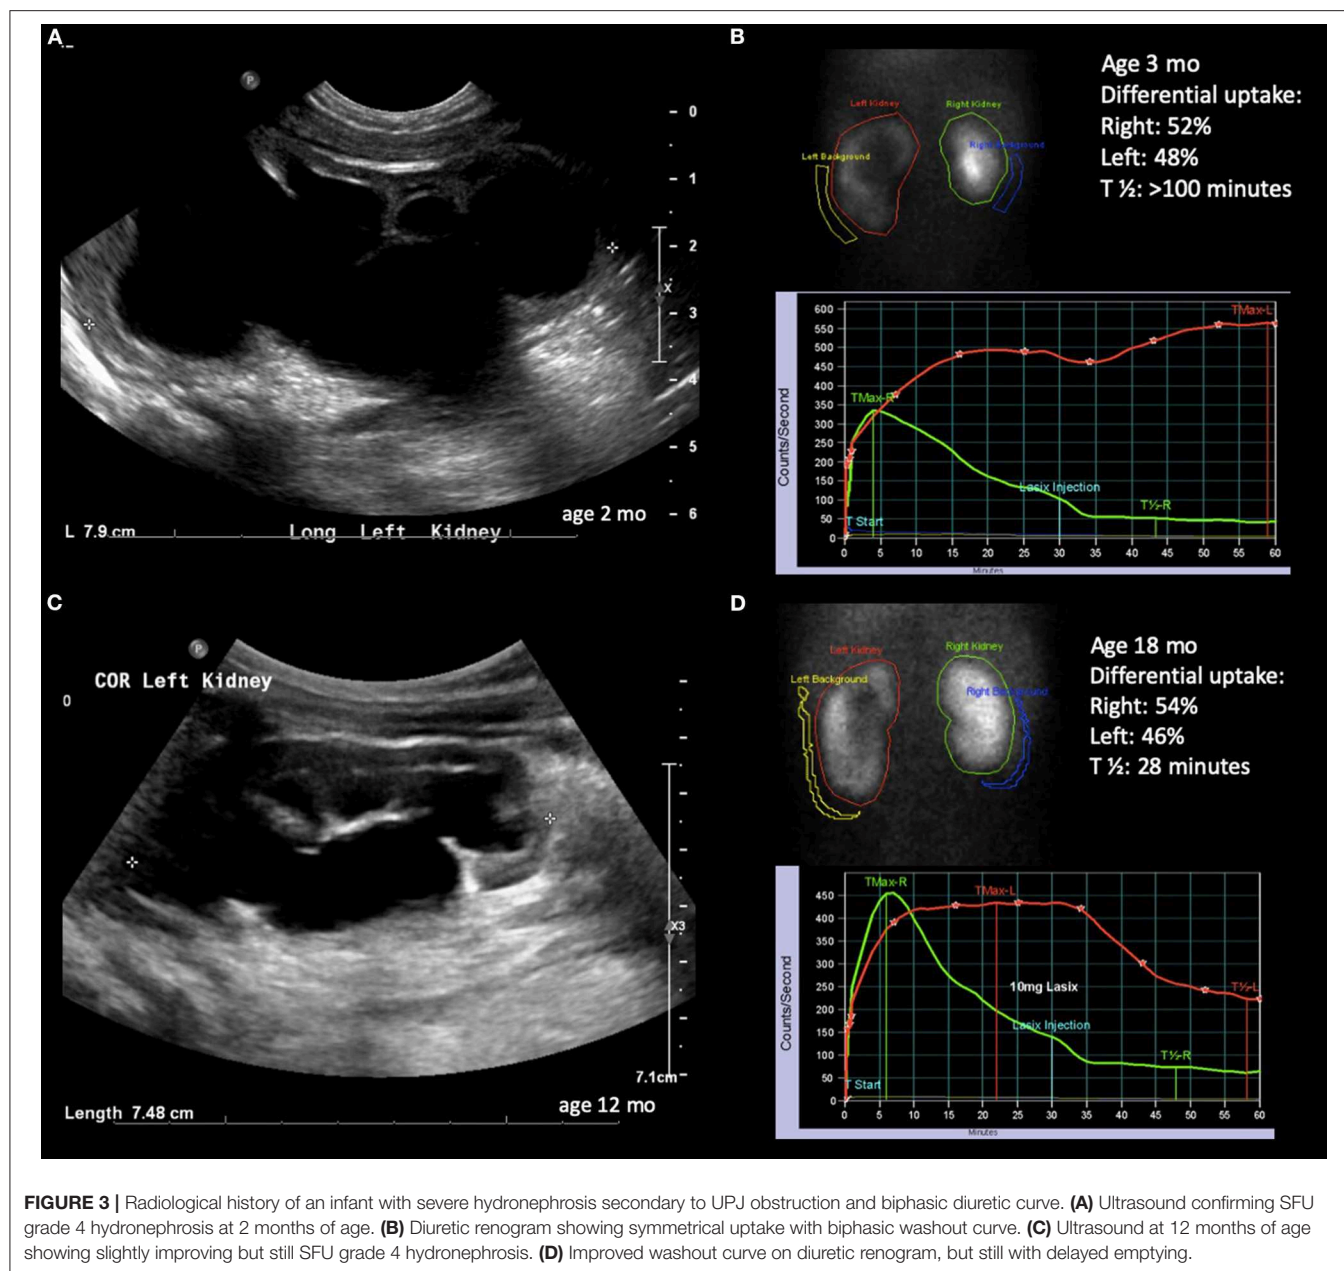 A
P
0
1
2
X
3
4
5
6
age 2 mo
L 7.9 cm
Long Left Kidney
B
Left Kidney
Right Kidney
Left Background
Right Background
Age 3 mo
Differential uptake:
Right: 52%
Left: 48%
T ½: >100 minutes
600
550
500
450
400
350
300
250
200
150
100
50
0
Counts/Second
TMax-L
TMax-R
Lasix Injection
T½-R
T Start
0 5 10 15 20 25 30 35 40 45 50 55 60
Minutes
C
P
COR Left Kidney
0
X3
7.1cm
age 12 mo
Length 7.48 cm
D
Left Kidney
Right Kidney
Left Background
Right Background
Age 18 mo
Differential uptake:
Right: 54%
Left: 46%
T ½: 28 minutes
450
400
350
300
250
200
150
100
50
0
Counts/Second
TMax-R
TMax-L
10mg Lasix
Lasix Injection
T½-L
T½-R
T Start
0 5 10 15 20 25 30 35 40 45 50 55 60
Minutes
FIGURE 3 | Radiological history of an infant with severe hydronephrosis secondary to UPJ obstruction and biphasic diuretic curve. (A) Ultrasound confirming SFU
grade 4 hydronephrosis at 2 months of age. (B) Diuretic renogram showing symmetrical uptake with biphasic washout curve. (C) Ultrasound at 12 months of age
showing slightly improving but still SFU grade 4 hydronephrosis. (D) Improved washout curve on diuretic renogram, but still with delayed emptying.